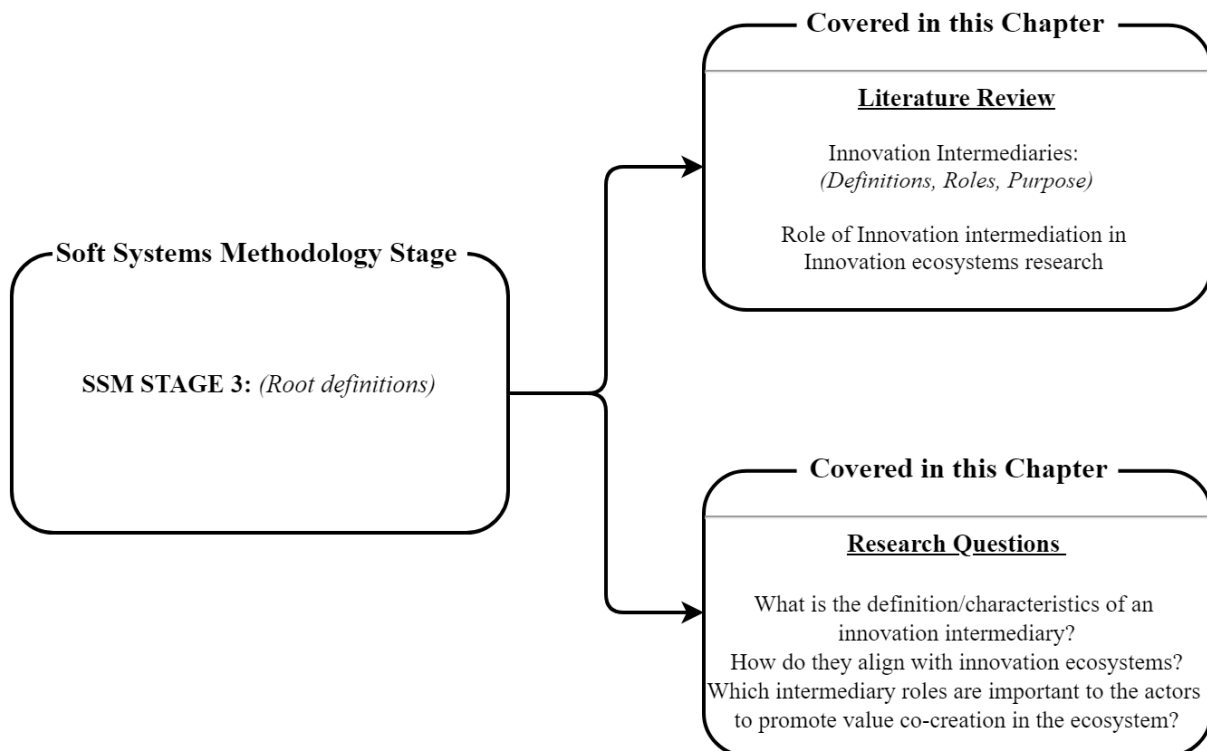 Soft Systems Methodology Stage
SSM STAGE 3: (Root definitions)
Covered in this Chapter
Literature Review
Innovation Intermediaries:
(Definitions, Roles, Purpose)
Role of Innovation intermediation in
Innovation ecosystems research
Covered in this Chapter
Research Questions
What is the definition/characteristics of an
innovation intermediary?
How do they align with innovation ecosystems?
Which intermediary roles are important to the actors
to promote value co-creation in the ecosystem?